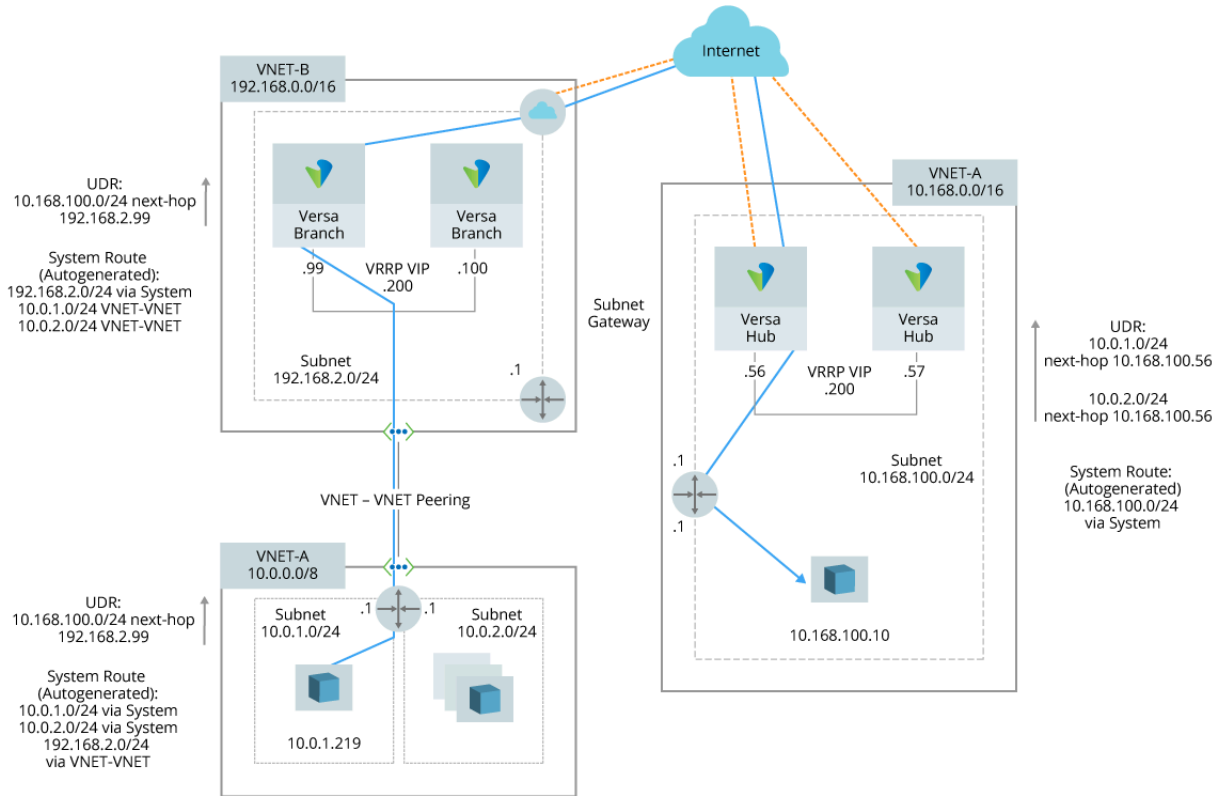 Internet
VNET-B
192.168.0.0/16
UDR:
10.168.100.0/24 next-hop
192.168.2.99
System Route
(Autogenerated):
192.168.2.0/24 via System
10.0.1.0/24 VNET-VNET
10.0.2.0/24 VNET-VNET
Versa
Branch
Versa
Branch
.99
VRRP VIP
.200
.100
Subnet
192.168.2.0/24
.1
Subnet
Gateway
VNET – VNET Peering
VNET-A
10.0.0.0/8
UDR:
10.168.100.0/24 next-hop
192.168.2.99
System Route
(Autogenerated):
10.0.1.0/24 via System
10.0.2.0/24 via System
192.168.2.0/24
via VNET-VNET
Subnet
10.0.1.0/24
.1
.1
Subnet
10.0.2.0/24
10.0.1.219
VNET-A
10.168.0.0/16
Versa
Hub
Versa
Hub
.56
VRRP VIP
.200
.57
.1
.1
Subnet
10.168.100.0/24
10.168.100.10
UDR:
10.0.1.0/24
next-hop 10.168.100.56
10.0.2.0/24
next-hop 10.168.100.56
System Route:
(Autogenerated)
10.168.100.0/24
via System